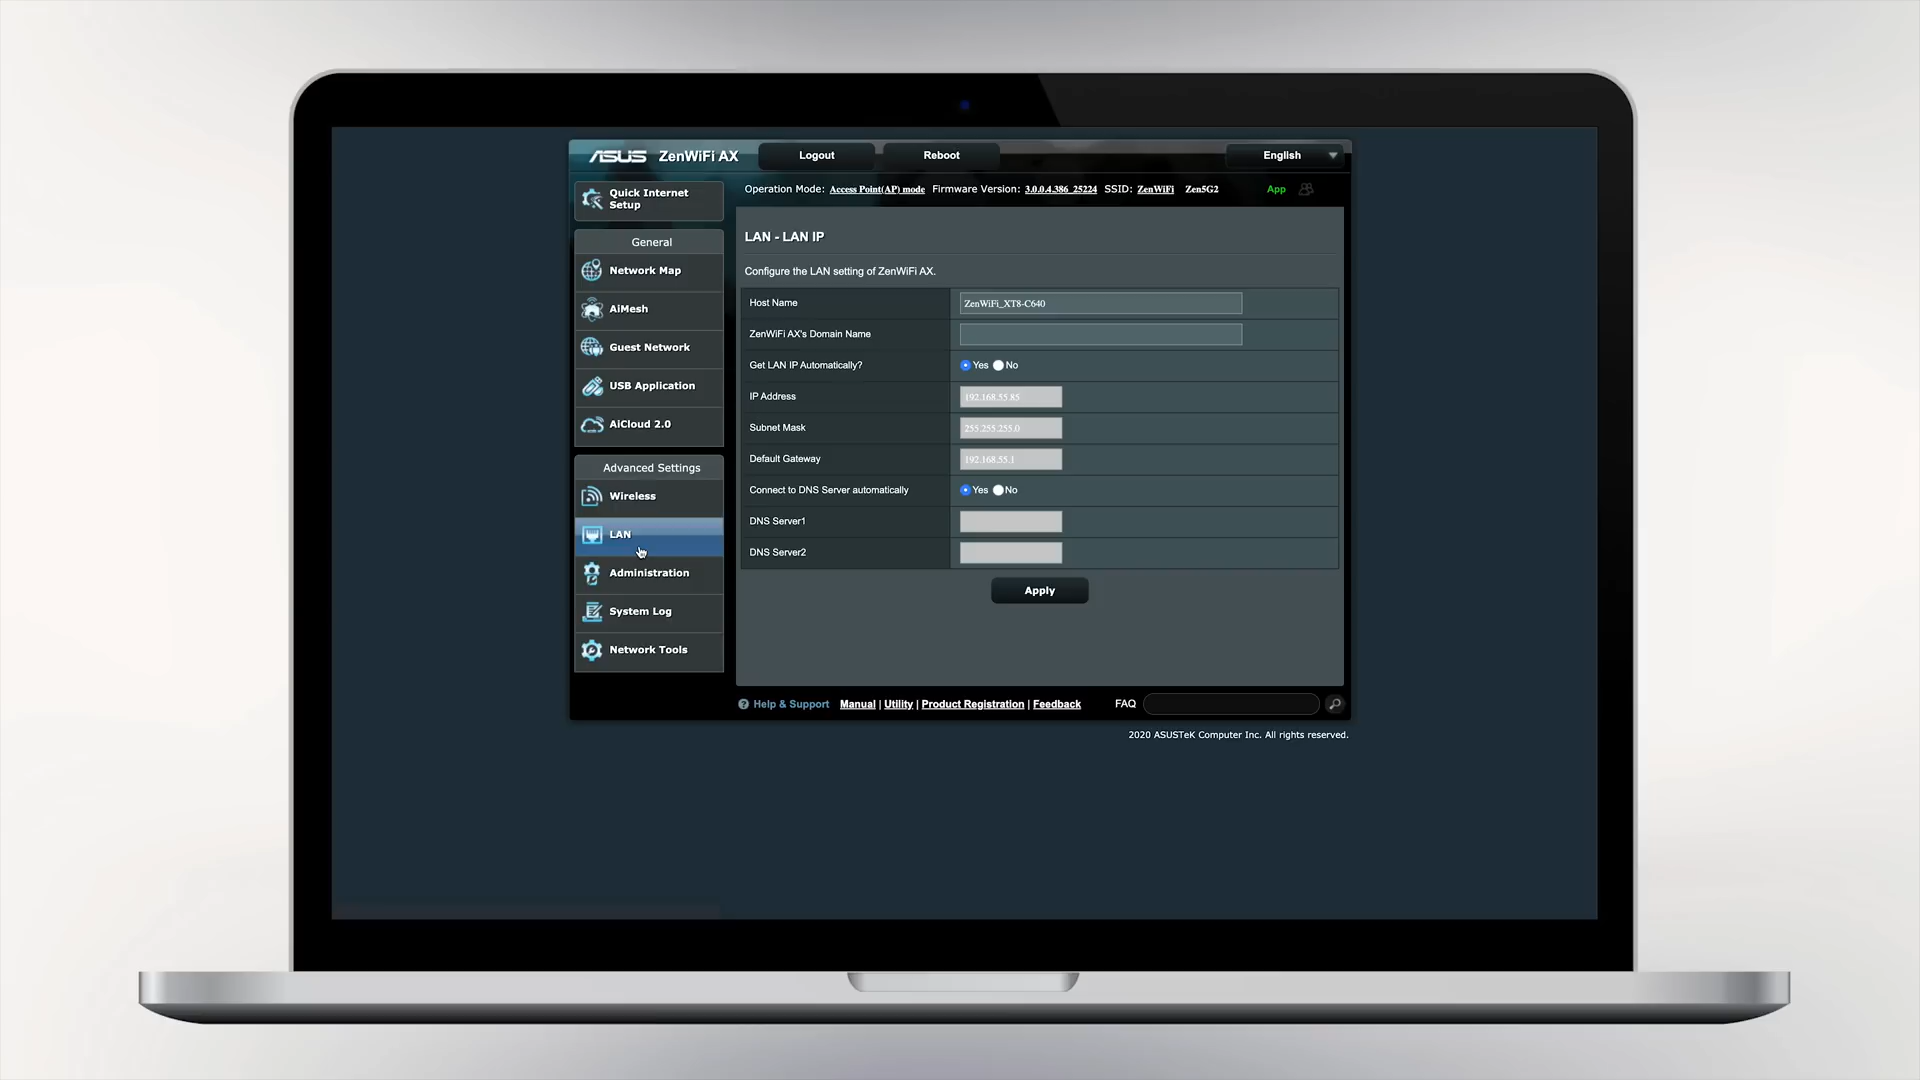 ASUS ZenWiFi AX Logout Reboot English
Quick Internet
Setup
Operation Mode: Access Point(AP) mode Firmware Version: 3.0.0.4.386_25224 SSID: ZenWiFi Zen5G2 App
General
Network Map
AiMesh
Guest Network
USB Application
AiCloud 2.0
Advanced Settings
Wireless
LAN
Administration
System Log
Network Tools
LAN - LAN IP
Configure the LAN setting of ZenWiFi AX.
Host Name ZenWiFi_XT8-C640
ZenWiFi AX's Domain Name
Get LAN IP Automatically? Yes No
IP Address 192.168.55.85
Subnet Mask 255.255.255.0
Default Gateway 192.168.55.1
Connect to DNS Server automatically Yes No
DNS Server1
DNS Server2
Apply
? Help & Support Manual | Utility | Product Registration | Feedback FAQ
2020 ASUSTeK Computer Inc. All rights reserved.